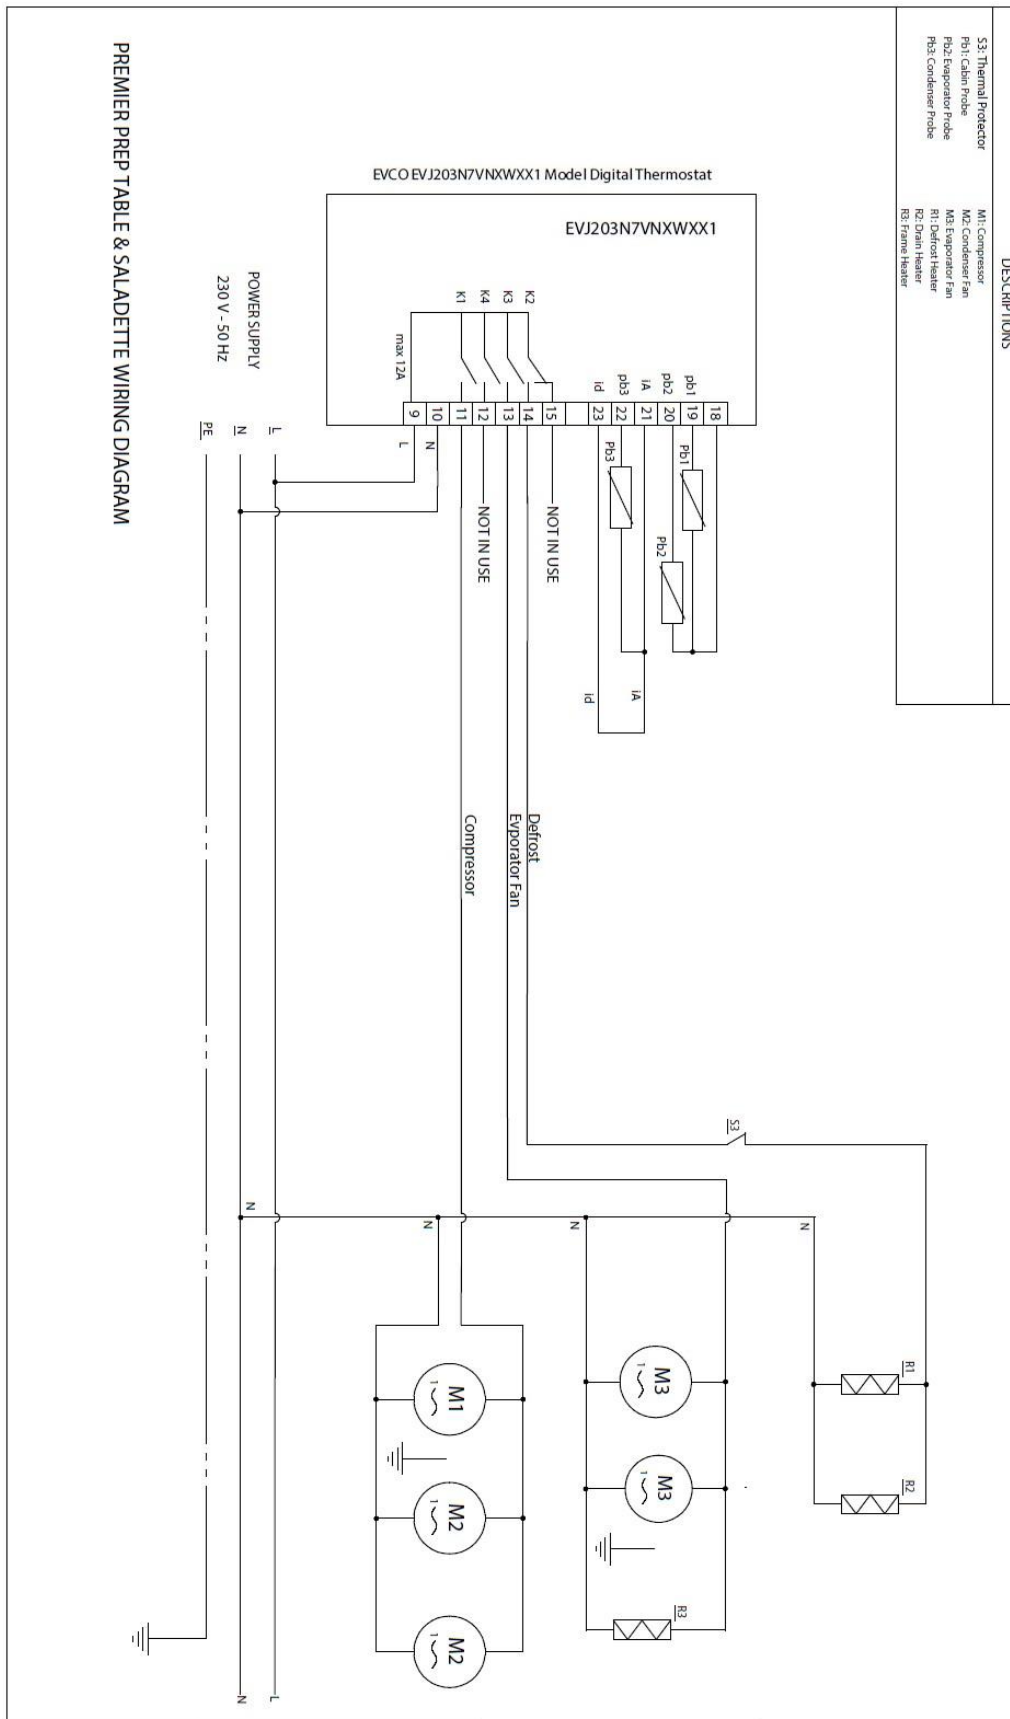 DESCRIPTIONS
S3: Thermal Protector
Pb1: Cabin Probe
Pb2: Evaporator Probe
Pb3: Condenser Probe
M1: Compressor
M2: Condenser Fan
M3: Evaporator Fan
R1: Defrost Heater
R2: Drain Heater
R3: Frame Heater
EVCO EVJ203N7VNXWXX1 Model Digital Thermostat
EVJ203N7VNXWXX1
K1
K4
K3
K2
max 12A
id
pb3
iA
pb2
pb1
9
10
11
12
13
14
15
23
22
21
20
19
18
L
N
Pb3
Pb1
Pb2
NOT IN USE
NOT IN USE
id
iA
POWER SUPPLY
230 V - 50 Hz
PE
N
L
Defrost
Evporator Fan
Compressor
S3
N
N
N
N
R1
R2
M3
1
M3
1
R3
M1
1
M2
1
M2
1
N
L
PREMIER PREP TABLE & SALADETTE WIRING DIAGRAM